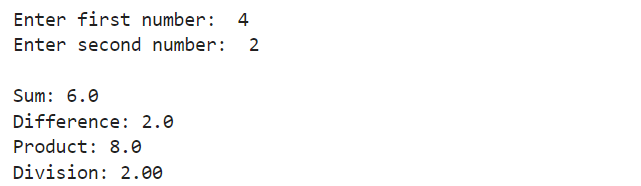 Enter first number:  4
Enter second number:  2

Sum: 6.0
Difference: 2.0
Product: 8.0
Division: 2.00